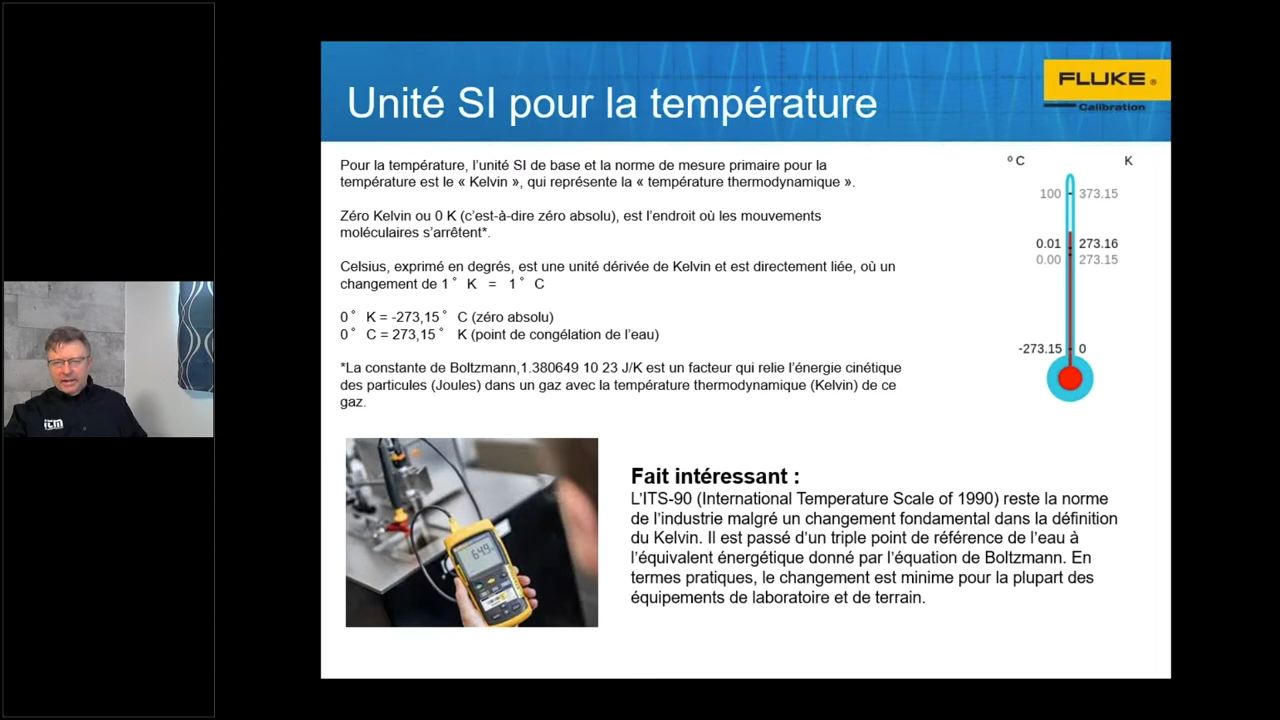 FLUKE®
Calibration
Unité SI pour la température
Pour la température, l'unité SI de base et la norme de mesure primaire pour la
température est le « Kelvin », qui représente la « température thermodynamique ».
Zéro Kelvin ou 0 K (c'est-à-dire zéro absolu), est l'endroit où les mouvements
moléculaires s'arrêtent*.
Celsius, exprimé en degrés, est une unité dérivée de Kelvin et est directement liée, où un
changement de 1° K = 1° C
0° K = -273,15° C (zéro absolu)
0° C = 273,15° K (point de congélation de l'eau)
*La constante de Boltzmann,1.380649 10 23 J/K est un facteur qui relie l'énergie cinétique
des particules (Joules) dans un gaz avec la température thermodynamique (Kelvin) de ce
gaz.
º C K
100 373.15
0.01 273.16
0.00 273.15
-273.15 0
Fait intéressant :
L'ITS-90 (International Temperature Scale of 1990) reste la norme
de l'industrie malgré un changement fondamental dans la définition
du Kelvin. Il est passé d'un triple point de référence de l'eau à
l'équivalent énergétique donné par l'équation de Boltzmann. En
termes pratiques, le changement est minime pour la plupart des
équipements de laboratoire et de terrain.
itm